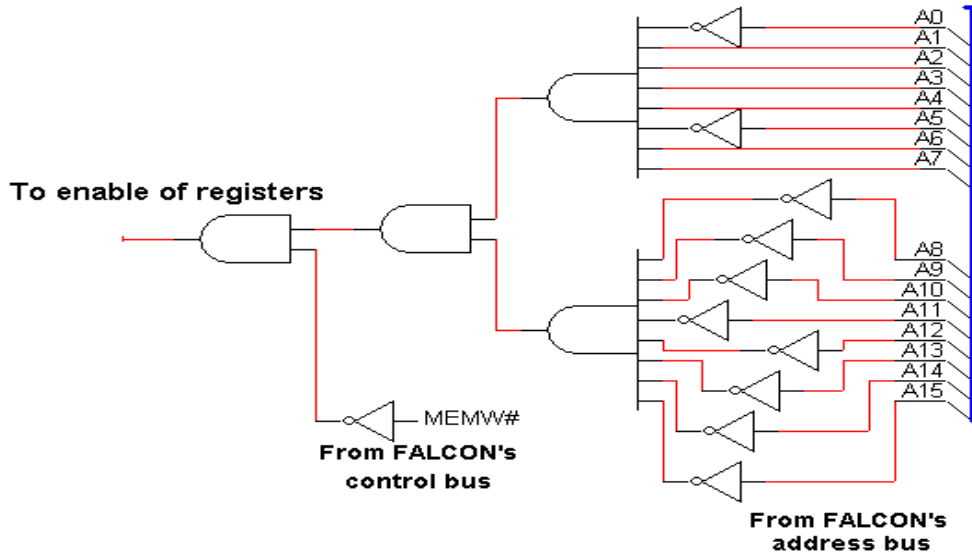 A0
A1
A2
A3
A4
A5
A6
A7
To enable of registers
A8
A9
A10
A11
A12
A13
A14
A15
MEMW#
From FALCON's
control bus
From FALCON's
address bus